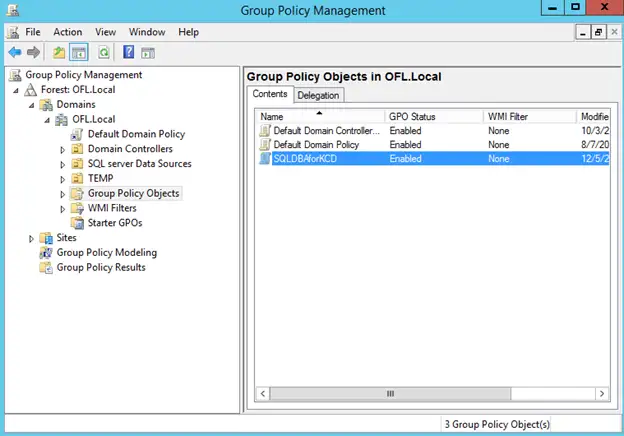 Group Policy Management
File Action View Window Help
Group Policy Management
Forest: OFL.Local
Domains
OFL.Local
Default Domain Policy
Domain Controllers
SQL server Data Sources
TEMP
Group Policy Objects
WMI Filters
Starter GPOs
Sites
Group Policy Modeling
Group Policy Results
Group Policy Objects in OFL.Local
Contents Delegation
Name GPO Status WMI Filter Modifie
Default Domain Controller... Enabled None 10/3/2
Default Domain Policy Enabled None 8/7/20
SQLDBAforKCD Enabled None 12/5/2
3 Group Policy Object(s)